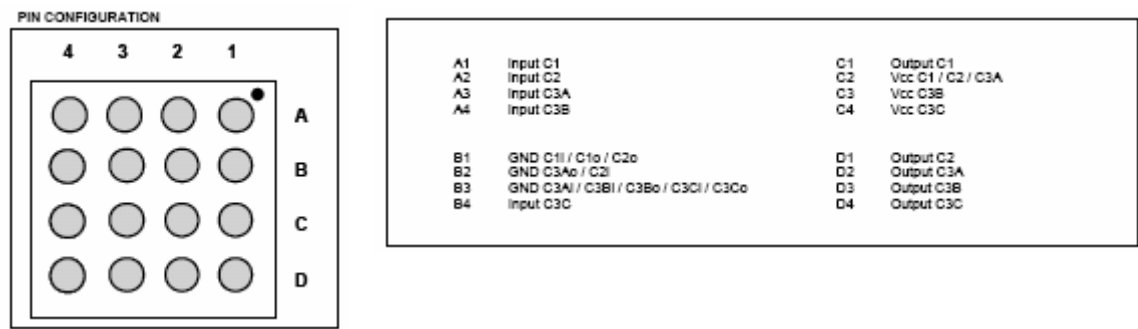 PIN CONFIGURATION
4 3 2 1
A
B
C
D
A1 Input C1
A2 Input C2
A3 Input C3A
A4 Input C3B
B1 GND C1i / C1o / C2o
B2 GND C3Ao / C2i
B3 GND C3Ai / C3Bi / C3Bo / C3Ci / C3Co
B4 Input C3C
C1 Output C1
C2 Vcc C1 / C2 / C3A
C3 Vcc C3B
C4 Vcc C3C
D1 Output C2
D2 Output C3A
D3 Output C3B
D4 Output C3C